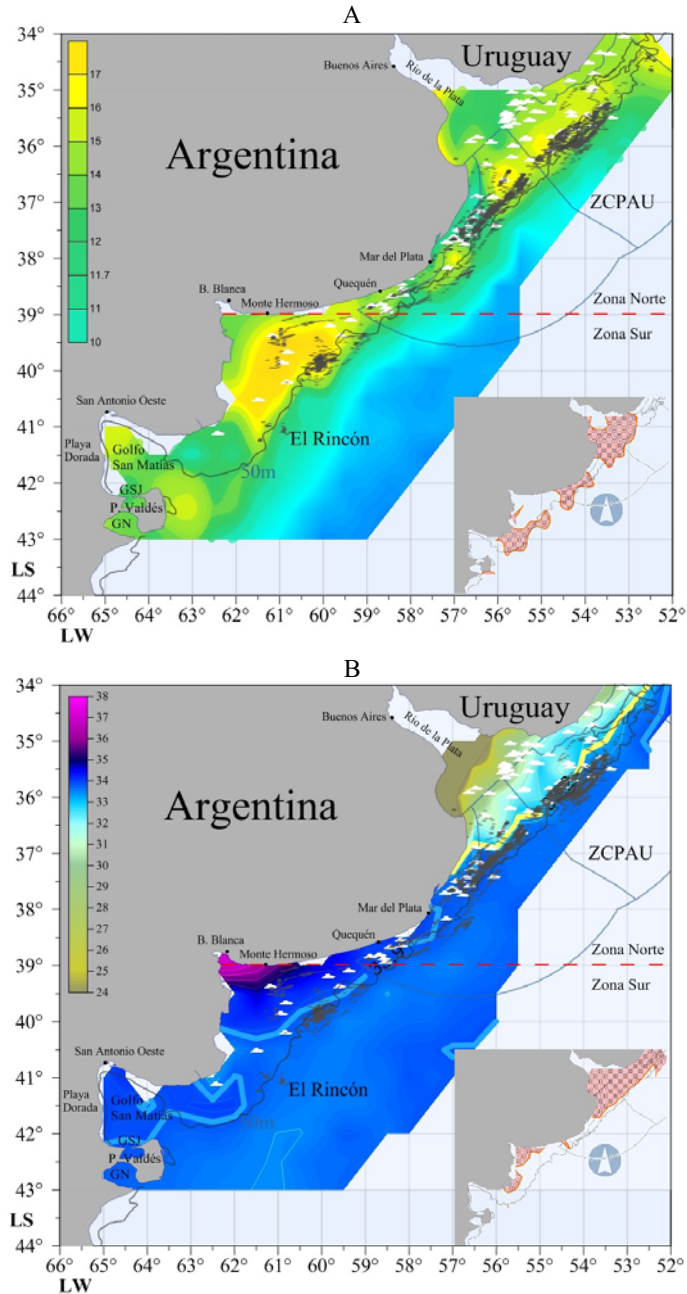 A
34°
35°
36°
37°
38°
39°
40°
41°
42°
43°
LS
44°
17
16
15
14
13
12
11.7
11
10
Uruguay
Buenos Aires
Río de la Plata
Argentina
ZCPAU
Mar del Plata
B. Blanca
Quequén
Monte Hermoso
Zona Norte
Zona Sur
San Antonio Oeste
El Rincón
Playa
Dorada
Golfo
San Matías
50m
GSJ
P. Valdés
GN
66° 65° 64° 63° 62° 61° 60° 59° 58° 57° 56° 55° 54° 53° 52°
LW
B
34°
35°
36°
37°
38°
39°
40°
41°
42°
43°
LS
44°
38
37
36
35
34
33
32
31
30
29
28
27
26
25
24
Uruguay
Buenos Aires
Río de la Plata
Argentina
ZCPAU
Mar del Plata
B. Blanca
Quequén
Monte Hermoso
Zona Norte
Zona Sur
San Antonio Oeste
El Rincón
Playa
Dorada
Golfo
San Matías
GSJ
P. Valdés
GN
66° 65° 64° 63° 62° 61° 60° 59° 58° 57° 56° 55° 54° 53° 52°
LW